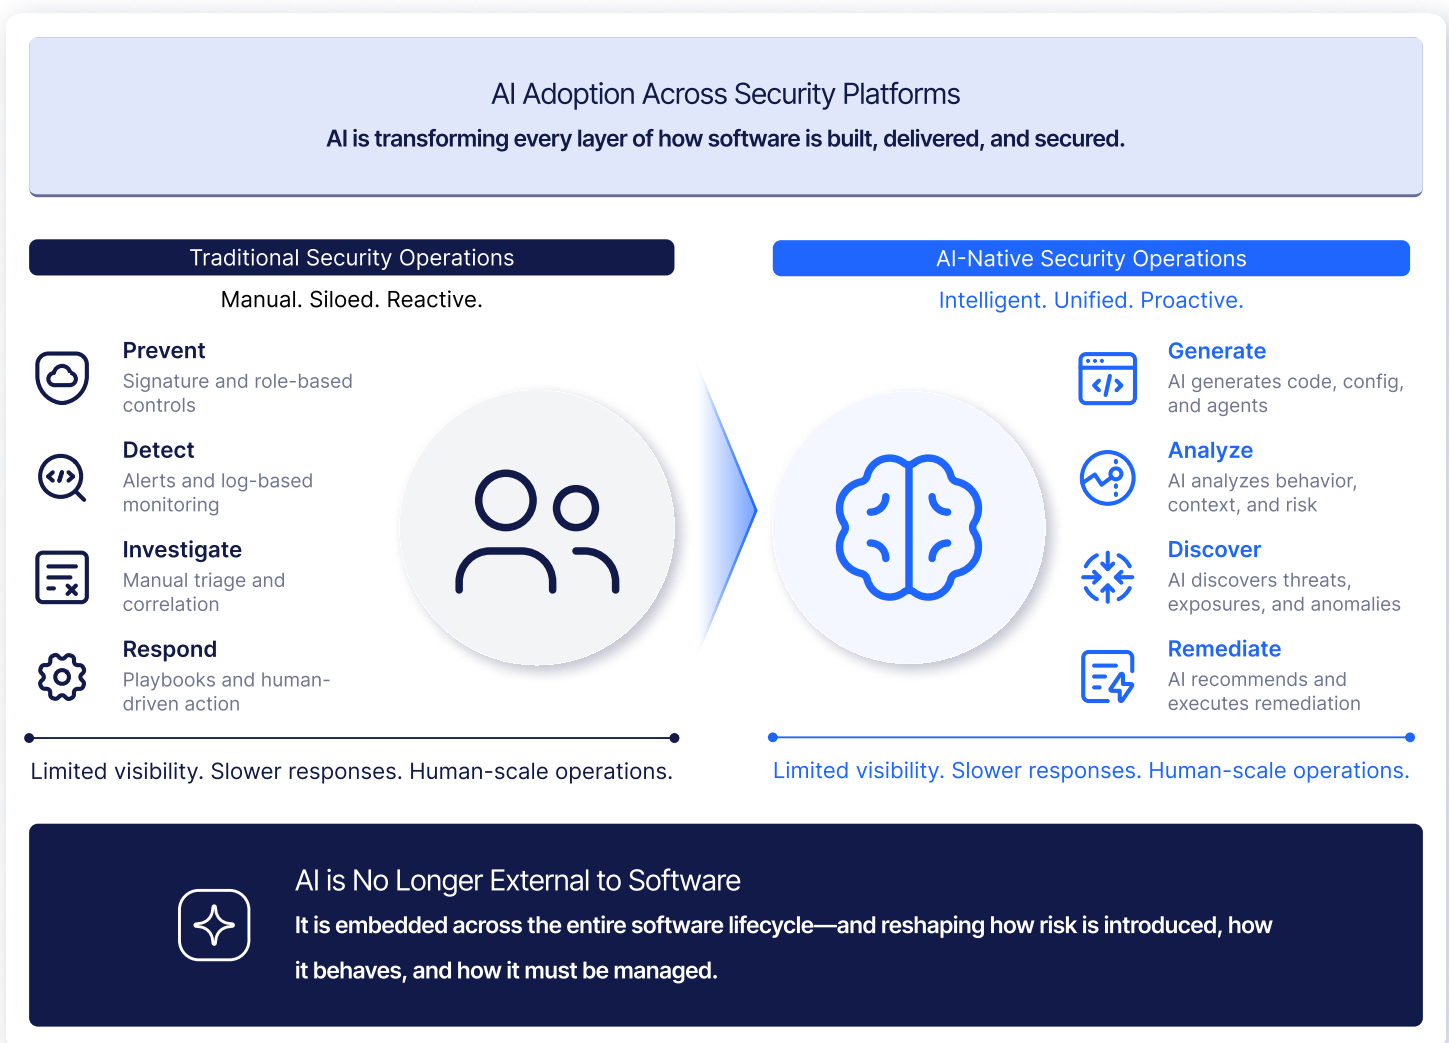 AI Adoption Across Security Platforms
AI is transforming every layer of how software is built, delivered, and secured.
Traditional Security Operations
Manual. Siloed. Reactive.
Prevent
Signature and role-based
controls
Detect
Alerts and log-based
monitoring
Investigate
Manual triage and
correlation
Respond
Playbooks and human-
driven action
Limited visibility. Slower responses. Human-scale operations.
AI-Native Security Operations
Intelligent. Unified. Proactive.
Generate
AI generates code, config,
and agents
Analyze
AI analyzes behavior,
context, and risk
Discover
AI discovers threats,
exposures, and anomalies
Remediate
AI recommends and
executes remediation
Limited visibility. Slower responses. Human-scale operations.
AI is No Longer External to Software
It is embedded across the entire software lifecycle—and reshaping how risk is introduced, how
it behaves, and how it must be managed.